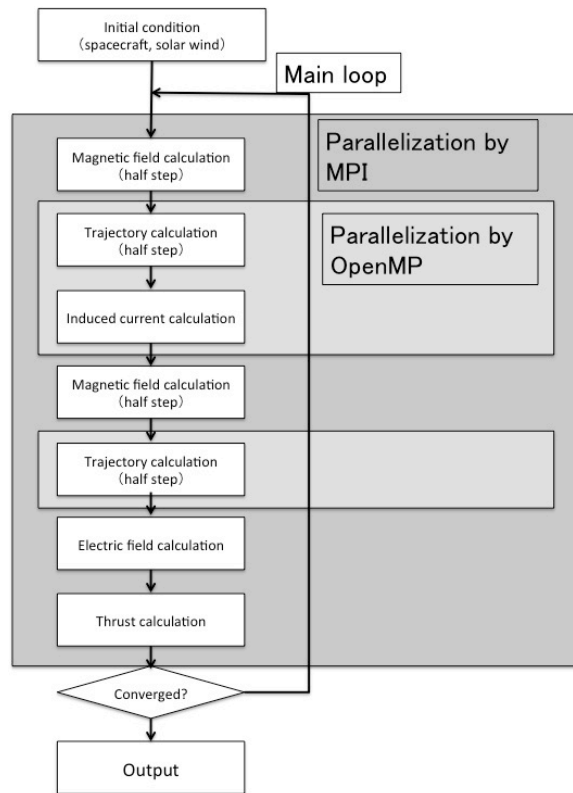 Initial condition
(spacecraft, solar wind)
Main loop
Parallelization by
MPI
Magnetic field calculation
(half step)
Trajectory calculation
(half step)
Parallelization by
OpenMP
Induced current calculation
Magnetic field calculation
(half step)
Trajectory calculation
(half step)
Electric field calculation
Thrust calculation
Converged?
Output